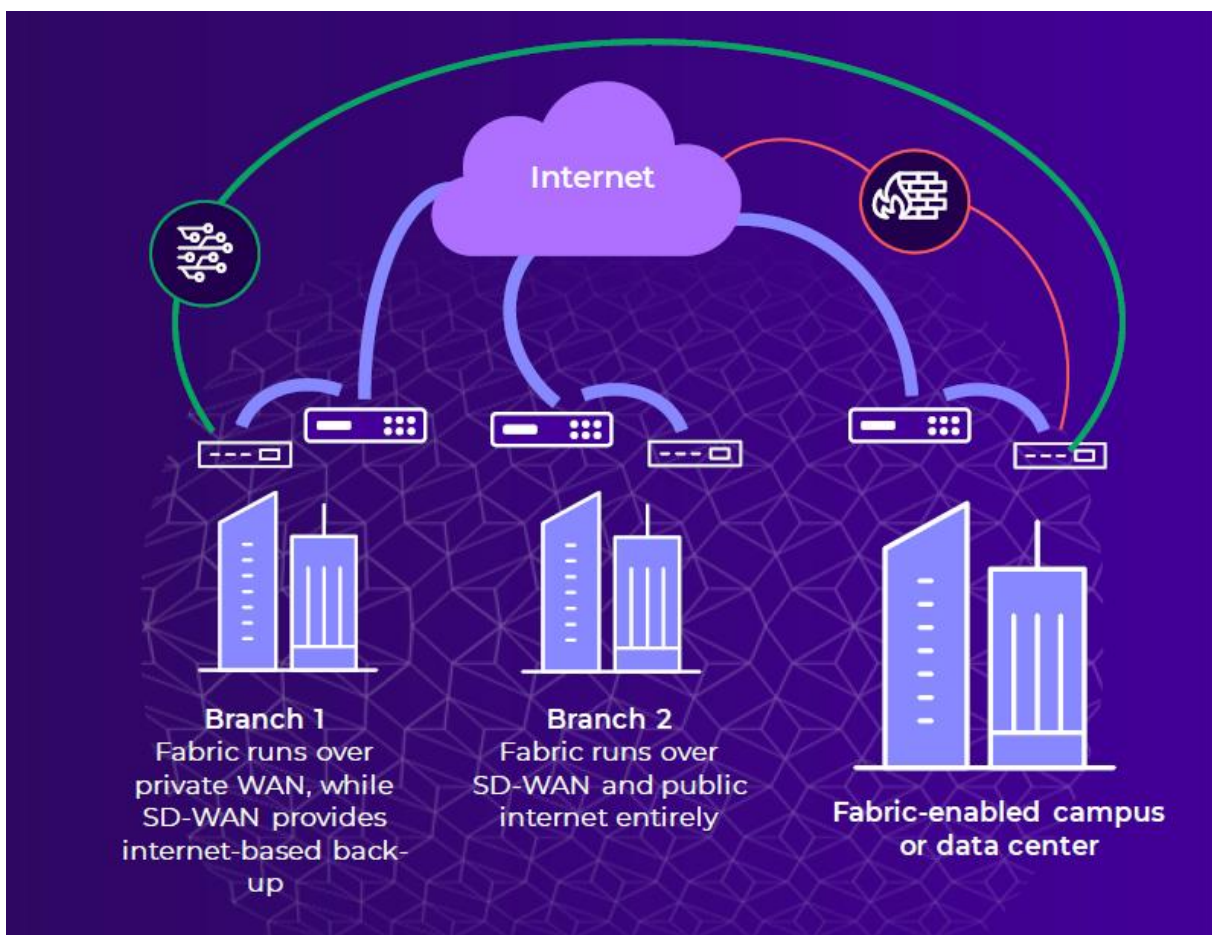 Internet
Branch 1
Fabric runs over
private WAN, while
SD-WAN provides
internet-based back-
up
Branch 2
Fabric runs over
SD-WAN and public
internet entirely
Fabric-enabled campus
or data center